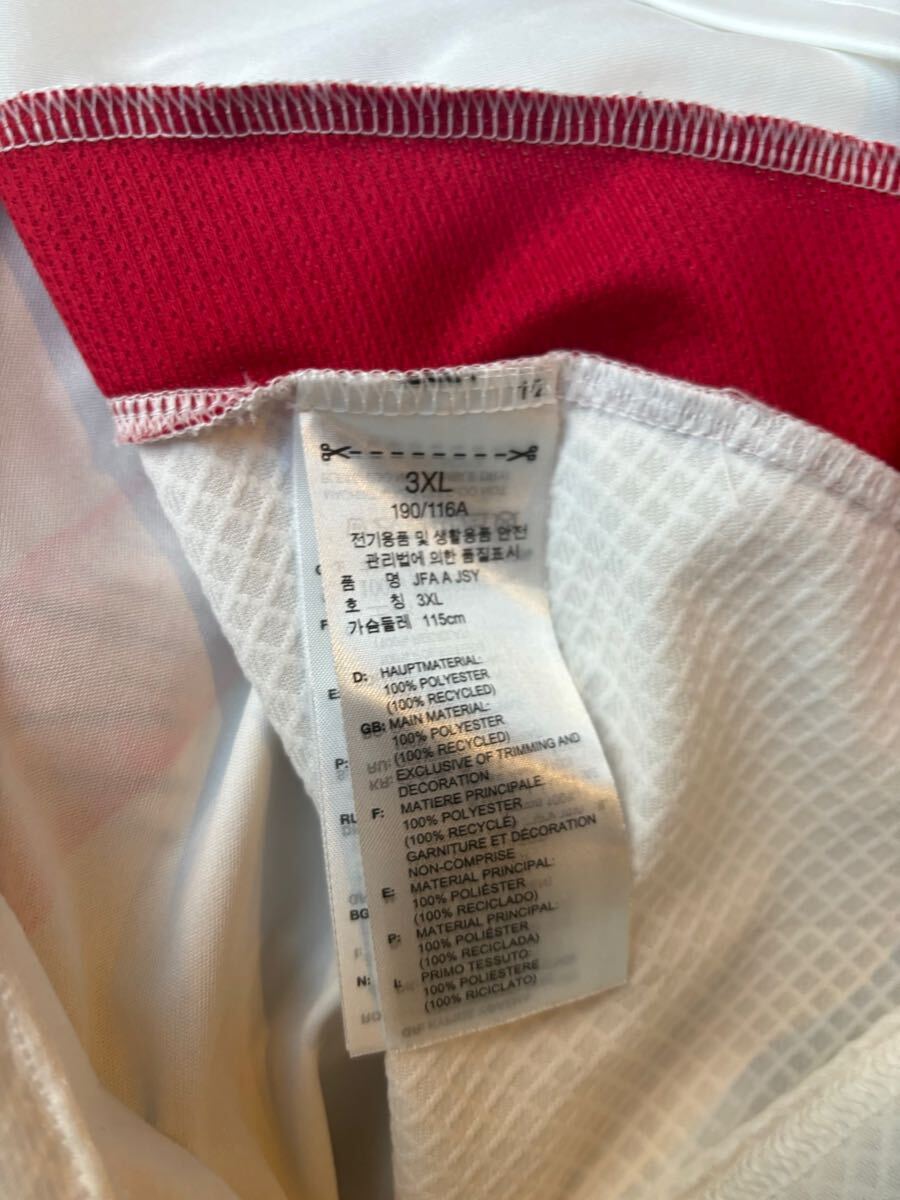 3XL
190/116A
전기용품 및 생활용품 안전
관리법에 의한 품질표시
품 명 JFA A JSY
호 칭 3XL
가슴둘레 115cm
D: HAUPTMATERIAL:
100% POLYESTER
(100% RECYCLED)
GB: MAIN MATERIAL:
100% POLYESTER
(100% RECYCLED)
EXCLUSIVE OF TRIMMING AND
DECORATION
F: MATIERE PRINCIPALE:
100% POLYESTER
(100% RECYCLÉ)
GARNITURE ET DÉCORATION
NON-COMPRISE
E: MATERIAL PRINCIPAL:
100% POLIÉSTER
(100% RECICLADO)
P: MATERIAL PRINCIPAL:
100% POLIÉSTER
(100% RECICLADA)
I: PRIMO TESSUTO:
100% POLIESTERE
(100% RICICLATO)
E:
P:
BG
N:
RO